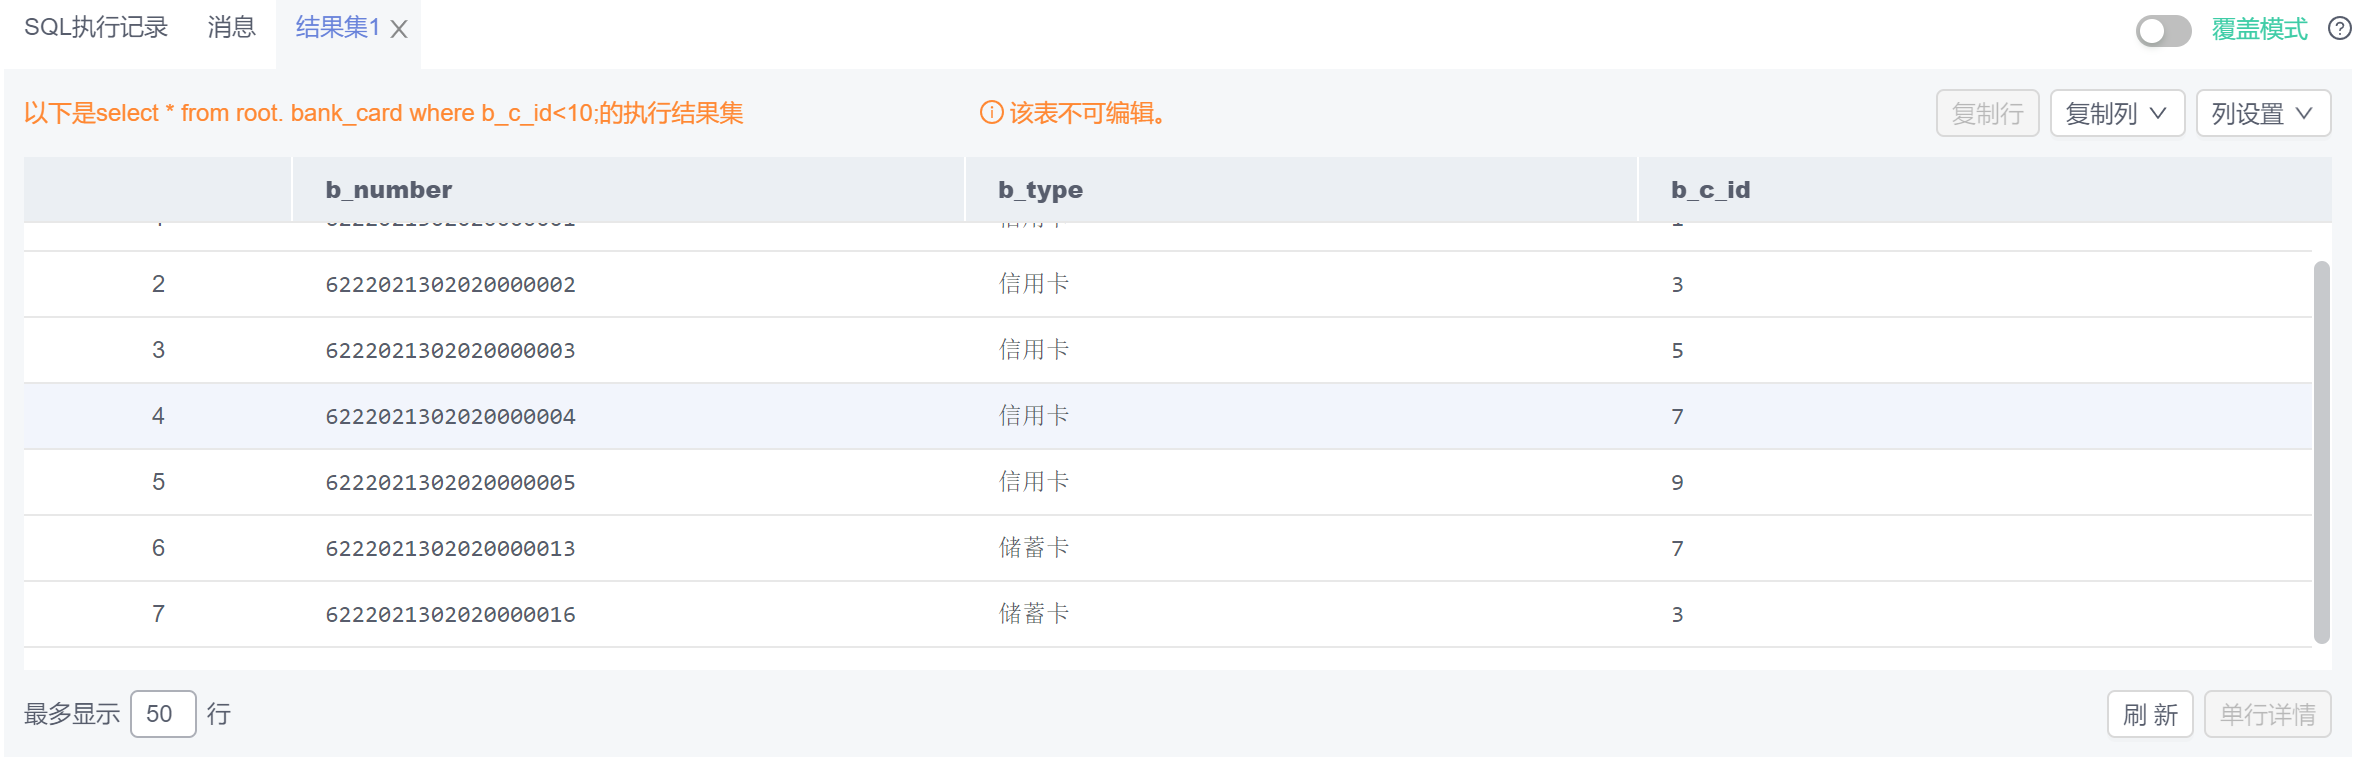 SQL执行记录 消息 结果集1 覆盖模式
以下是select * from root. bank_card where b_c_id<10;的执行结果集 该表不可编辑。 复制行 复制列 列设置
b_number b_type b_c_id
2 6222021302020000002 信用卡 3
3 6222021302020000003 信用卡 5
4 6222021302020000004 信用卡 7
5 6222021302020000005 信用卡 9
6 6222021302020000013 储蓄卡 7
7 6222021302020000016 储蓄卡 3
最多显示 50 行 刷 新 单行详情